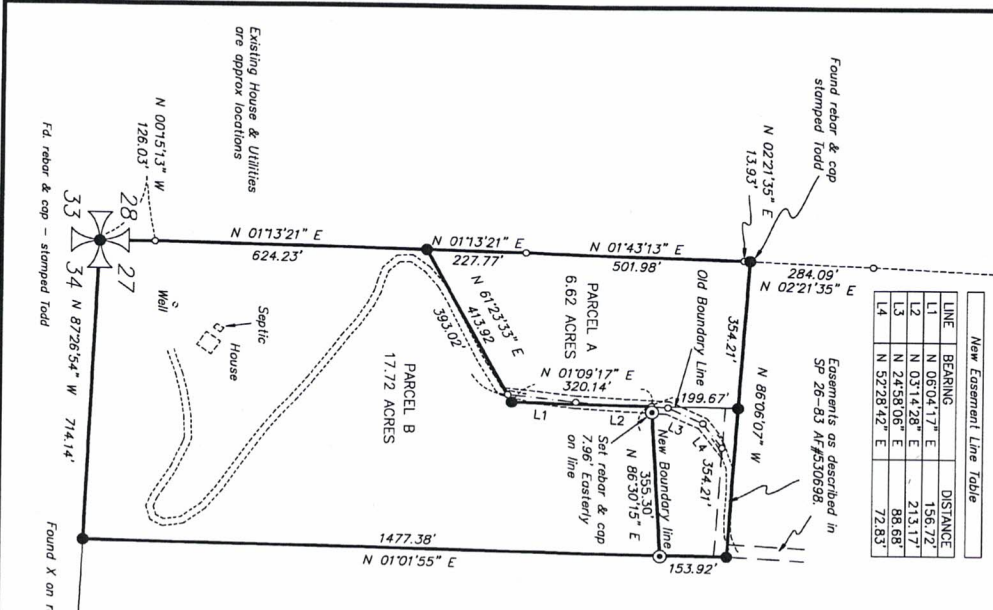 New Easement Line Table
LINE BEARING DISTANCE
L1 N 06°04'17" E 156.72'
L2 N 03°14'28" E 213.17'
L3 N 24°58'06" E 88.68'
L4 N 52°28'42" E 72.83'
Found rebar & cap
stamped Todd
N 02°21'35" E
13.93'
284.09'
N 02°21'35" E
Easements as described in
SP 26-83 AF#530698.
354.21'
N 86°06'07" W
354.21'
Existing House & Utilities
are approx locations
N 00°15'13" W
126.03'
N 01°13'21" E
624.23'
N 01°13'21" E
227.77'
N 01°43'13" E
501.98'
Old Boundary Line
PARCEL A
6.62 ACRES
N 61°23'33" E
413.92
393.02'
N 01°09'17" E
320.14'
199.67'
L1
L2
L3
L4
New Boundary line
355.30'
N 86°30'15" E
Set rebar & cap
7.96' Easterly
on line
153.92'
PARCEL B
17.72 ACRES
28
27
33
34
Well
Septic
House
Fd. rebar & cap - stamped Todd
N 87°26'54" W 714.14'
1477.38'
N 01°01'55" E
Found X on